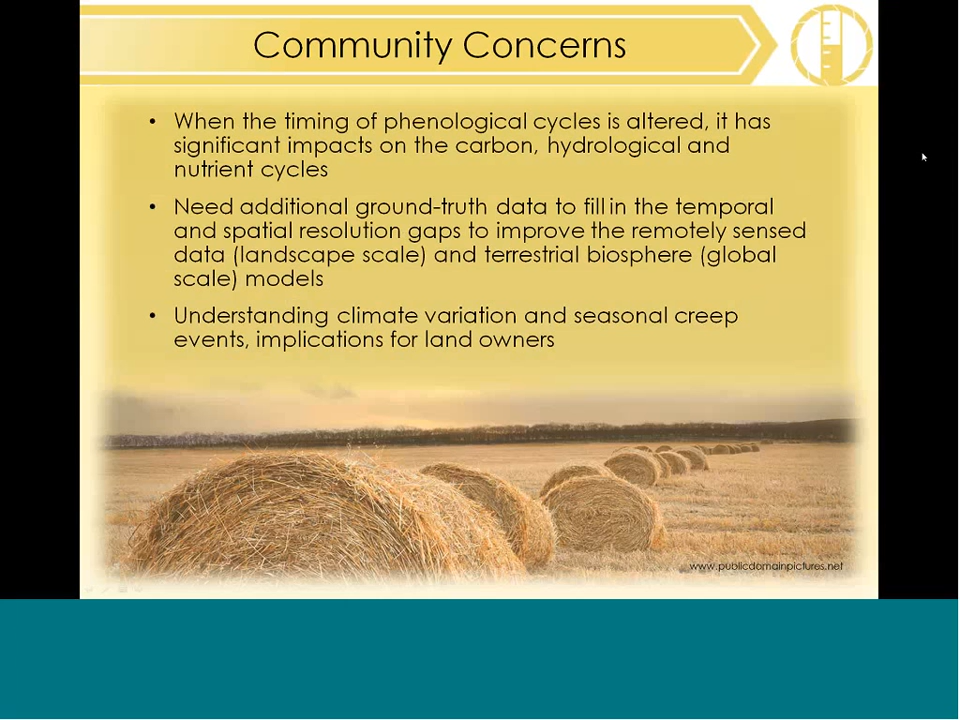 Community Concerns
• When the timing of phenological cycles is altered, it has
significant impacts on the carbon, hydrological and
nutrient cycles
• Need additional ground-truth data to fill in the temporal
and spatial resolution gaps to improve the remotely sensed
data (landscape scale) and terrestrial biosphere (global
scale) models
• Understanding climate variation and seasonal creep
events, implications for land owners
www.publicdomainpictures.net